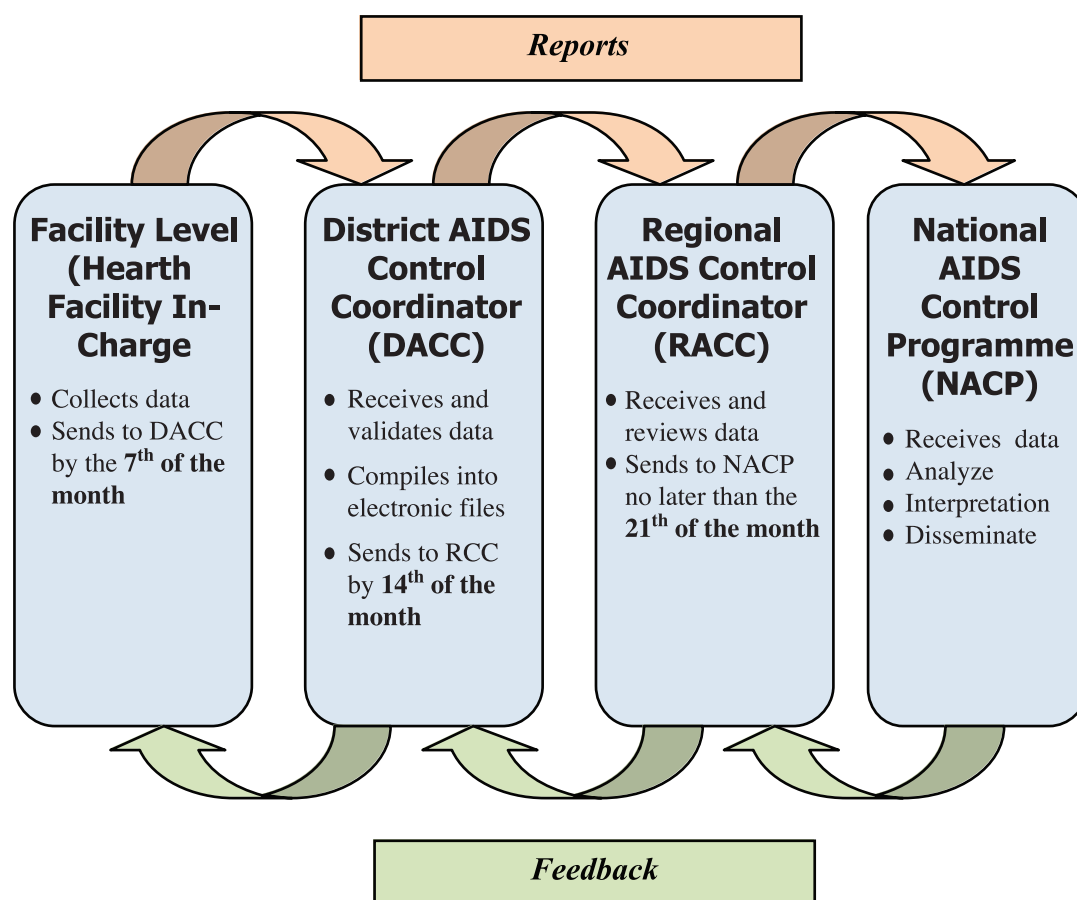 Reports
Facility Level
(Hearth
Facility In-
Charge
• Collects data
• Sends to DACC
by the 7th of the
month
District AIDS
Control
Coordinator
(DACC)
• Receives and
validates data
• Compiles into
electronic files
• Sends to RCC
by 14th of the
month
Regional
AIDS Control
Coordinator
(RACC)
• Receives and
reviews data
• Sends to NACP
no later than the
21th of the month
National
AIDS
Control
Programme
(NACP)
• Receives data
• Analyze
• Interpretation
• Disseminate
Feedback